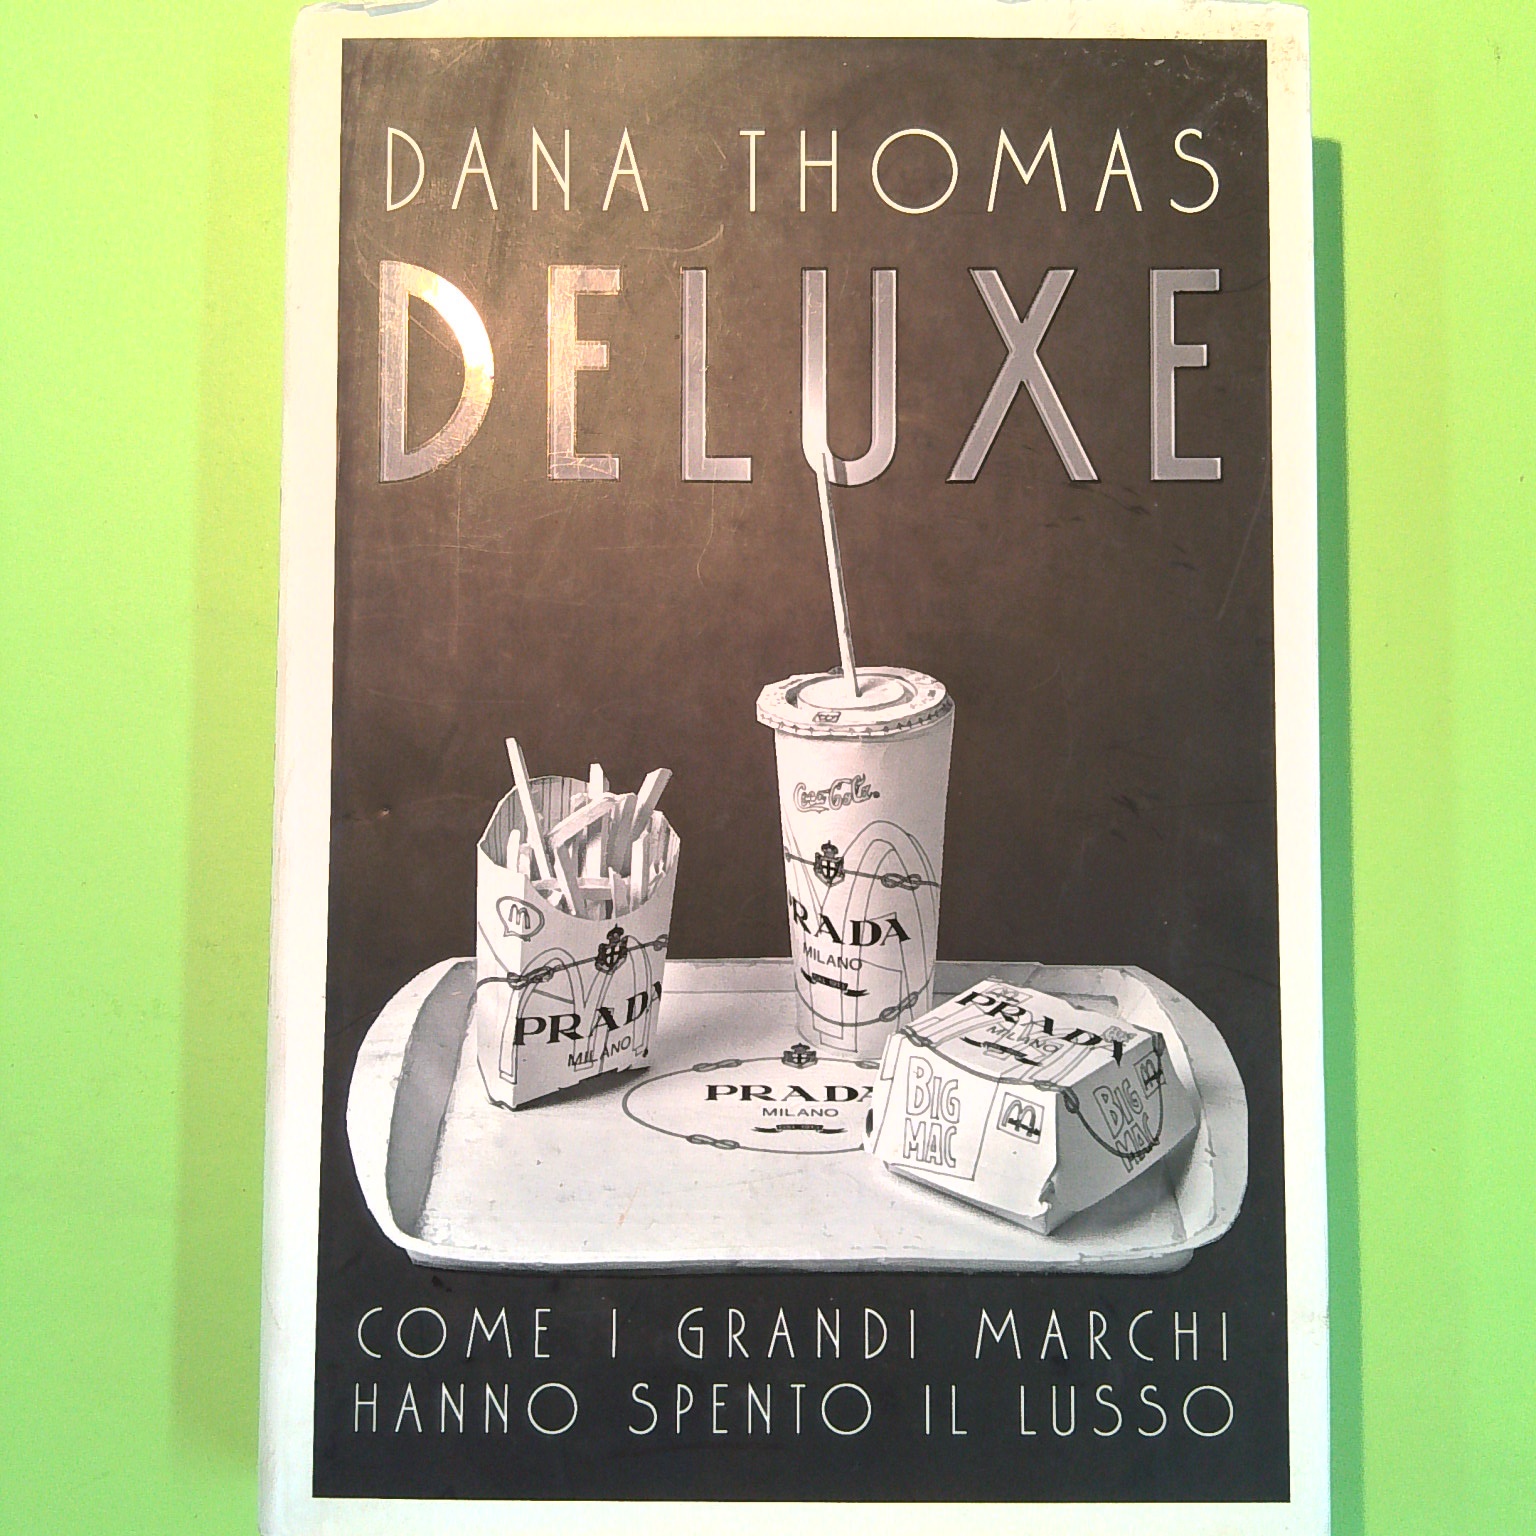 DANA THOMAS
DELUXE
Coca-Cola
PRADA
MILANO
M
PRADA
MILANO
PRADA
MILANO
PRADA
MILANO
BIG
MAC
BIG
MAC
COME I GRANDI MARCHI
HANNO SPENTO IL LUSSO